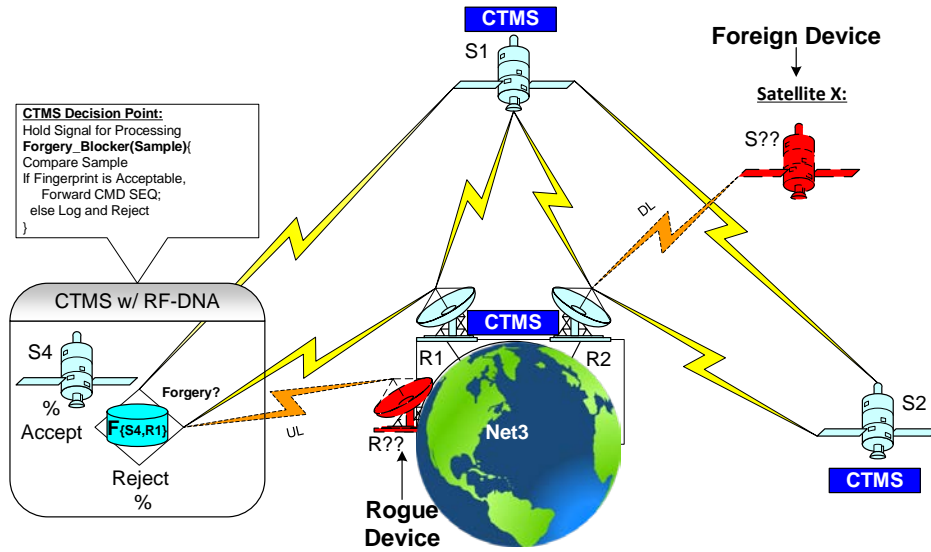 CTMS
S1
Foreign Device
Satellite X:
S??
CTMS Decision Point:
Hold Signal for Processing
Forgery_Blocker(Sample){
Compare Sample
If Fingerprint is Acceptable,
Forward CMD SEQ;
else Log and Reject
}
DL
CTMS w/ RF-DNA
S4
%
Accept
Forgery?
F{S4,R1}
Reject
%
UL
CTMS
R1
R2
R??
Net3
Rogue
Device
S2
CTMS